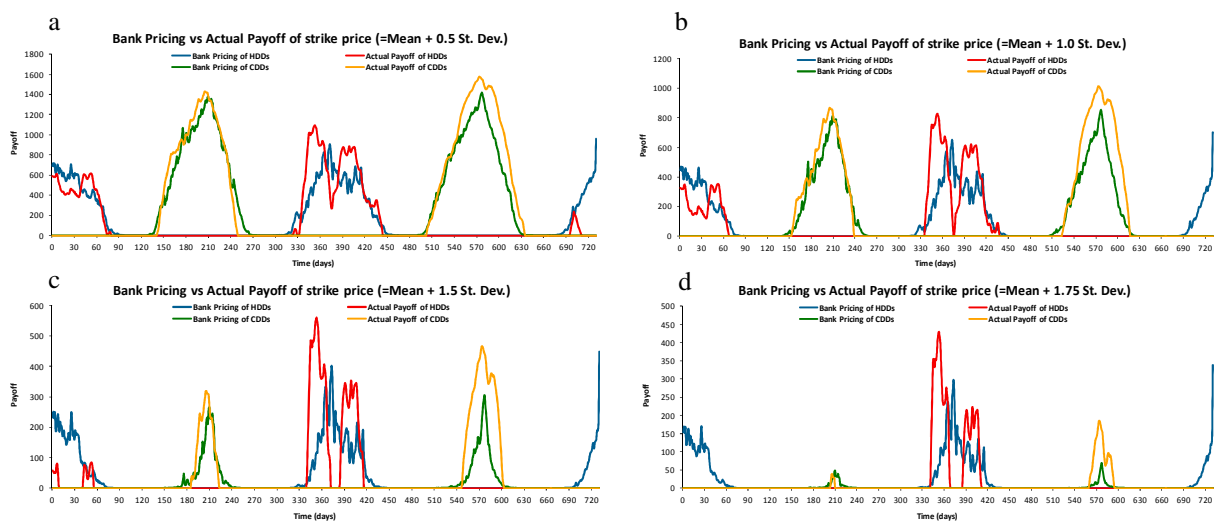 a
Bank Pricing vs Actual Payoff of strike price (=Mean + 0.5 St. Dev.)
Bank Pricing of HDDs
Actual Payoff of HDDs
Bank Pricing of CDDs
Actual Payoff of CDDs
1800
1600
1400
1200
1000
800
600
400
200
0
Payoff
0 30 60 90 120 150 180 210 240 270 300 330 360 390 420 450 480 510 540 570 600 630 660 690 720
Time (days)
b
Bank Pricing vs Actual Payoff of strike price (=Mean + 1.0 St. Dev.)
Bank Pricing of HDDs
Actual Payoff of HDDs
Bank Pricing of CDDs
Actual Payoff of CDDs
1200
1000
800
600
400
200
0
Payoff
0 30 60 90 120 150 180 210 240 270 300 330 360 390 420 450 480 510 540 570 600 630 660 690 720
Time (days)
c
Bank Pricing vs Actual Payoff of strike price (=Mean + 1.5 St. Dev.)
Bank Pricing of HDDs
Actual Payoff of HDDs
Bank Pricing of CDDs
Actual Payoff of CDDs
600
500
400
300
200
100
0
Payoff
0 30 60 90 120 150 180 210 240 270 300 330 360 390 420 450 480 510 540 570 600 630 660 690 720
Time (days)
d
Bank Pricing vs Actual Payoff of strike price (=Mean + 1.75 St. Dev.)
Bank Pricing of HDDs
Actual Payoff of HDDs
Bank Pricing of CDDs
Actual Payoff of CDDs
500
450
400
350
300
250
200
150
100
50
0
Payoff
0 30 60 90 120 150 180 210 240 270 300 330 360 390 420 450 480 510 540 570 600 630 660 690 720
Time (days)